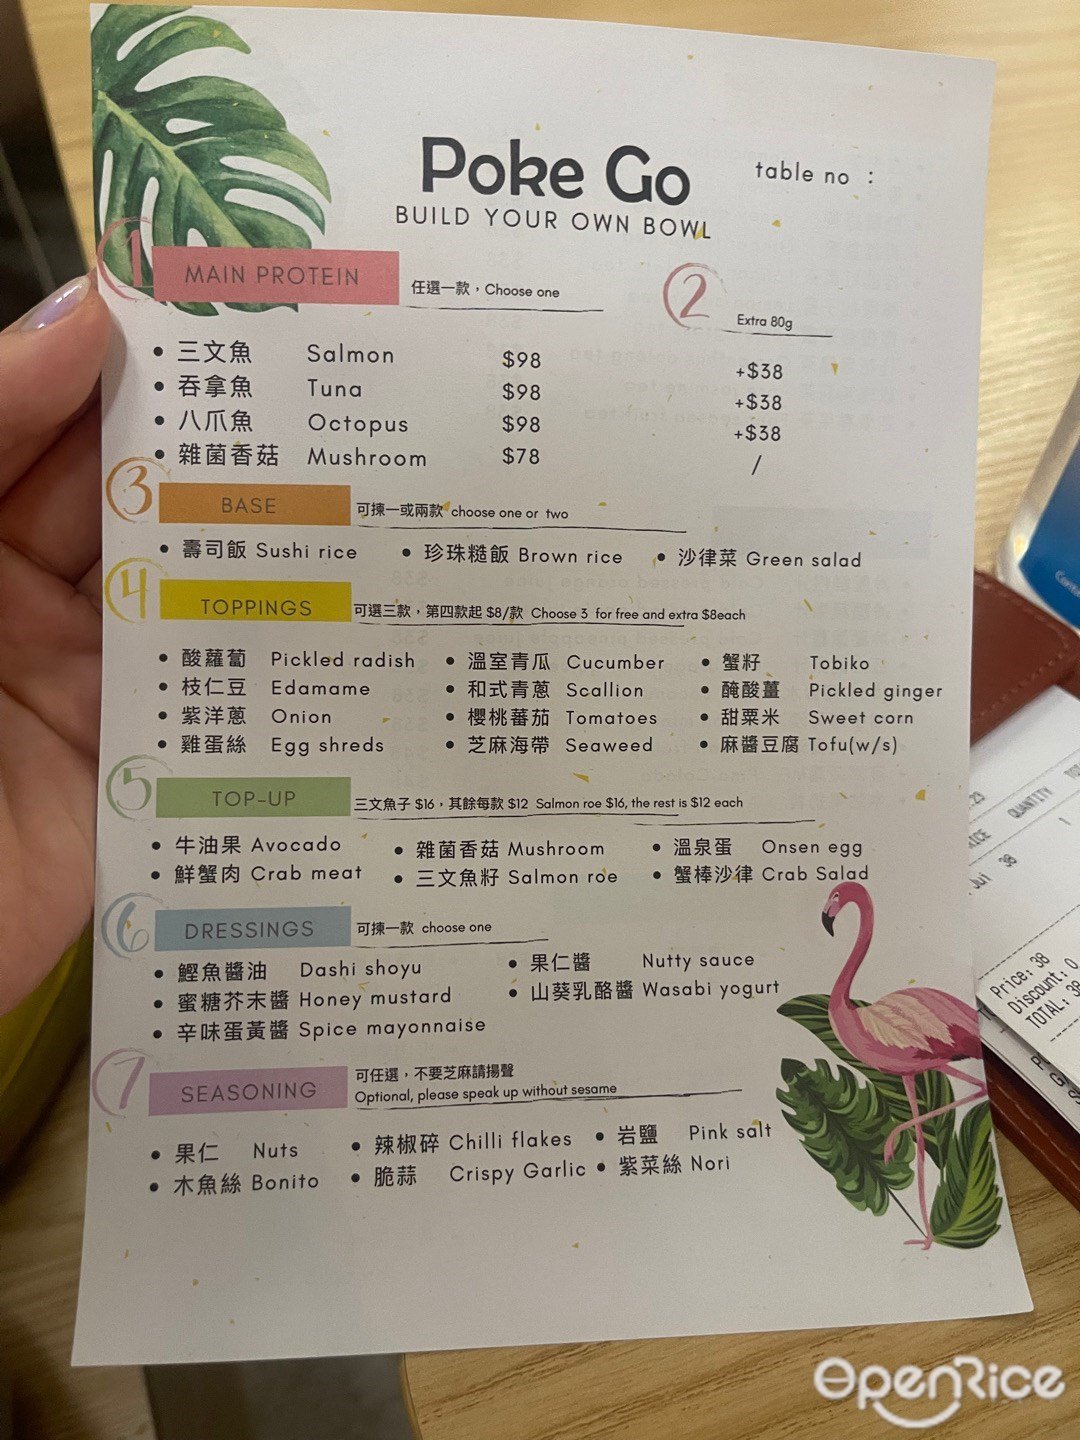 Poke Go
BUILD YOUR OWN BOWL
table no :
1 MAIN PROTEIN 任選一款，Choose one
2 Extra 80g
三文魚 Salmon $98 +$38
吞拿魚 Tuna $98 +$38
八爪魚 Octopus $98 +$38
雜菌香菇 Mushroom $78 /
3 BASE 可揀一或兩款 choose one or two
壽司飯 Sushi rice 珍珠糙飯 Brown rice 沙律菜 Green salad
4 TOPPINGS 可選三款，第四款起 $8/款 Choose 3 for free and extra $8each
酸蘿蔔 Pickled radish 溫室青瓜 Cucumber 蟹籽 Tobiko
枝仁豆 Edamame 和式青蔥 Scallion 醃酸薑 Pickled ginger
紫洋蔥 Onion 櫻桃蕃茄 Tomatoes 甜粟米 Sweet corn
雞蛋絲 Egg shreds 芝麻海帶 Seaweed 麻醬豆腐 Tofu(w/s)
5 TOP-UP 三文魚子 $16，其餘每款 $12 Salmon roe $16, the rest is $12 each
牛油果 Avocado 雜菌香菇 Mushroom 溫泉蛋 Onsen egg
鮮蟹肉 Crab meat 三文魚籽 Salmon roe 蟹棒沙律 Crab Salad
6 DRESSINGS 可揀一款 choose one
鰹魚醬油 Dashi shoyu 果仁醬 Nutty sauce
蜜糖芥末醬 Honey mustard 山葵乳酪醬 Wasabi yogurt
辛味蛋黃醬 Spice mayonnaise
7 SEASONING 可任選，不要芝麻請揚聲
Optional, please speak up without sesame
果仁 Nuts 辣椒碎 Chilli flakes 岩鹽 Pink salt
木魚絲 Bonito 脆蒜 Crispy Garlic 紫菜絲 Nori
QUANTITY
1
38
Price: 38
Discount: 0
TOTAL: 38
OpenRice